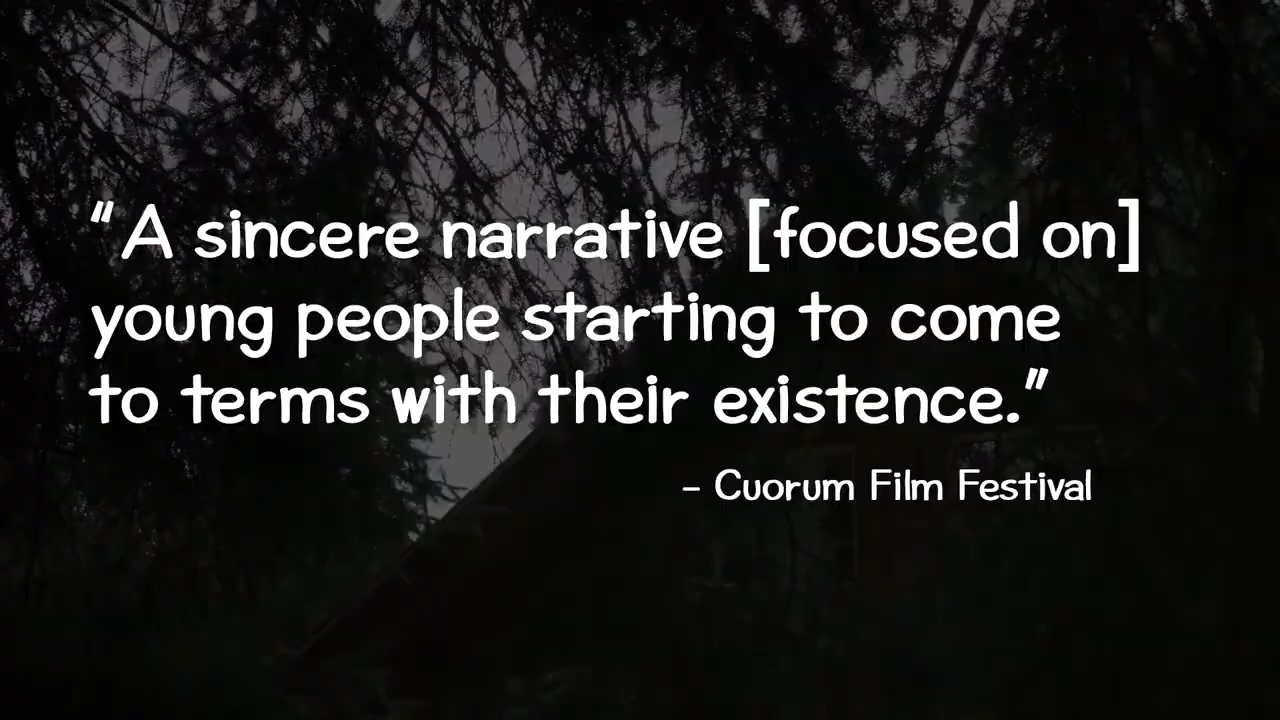 “A sincere narrative [focused on]
young people starting to come
to terms with their existence.”
– Cuorum Film Festival